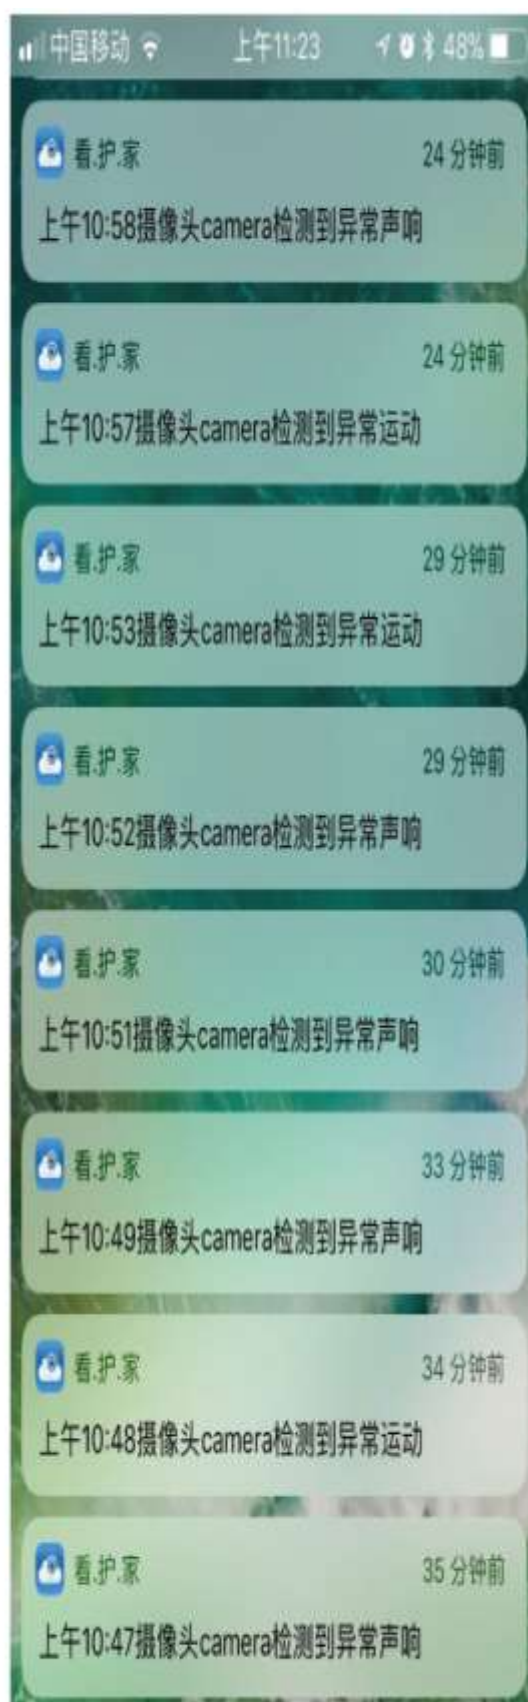 中国移动 上午11:23 48%
看.护.家 24 分钟前
上午10:58摄像头camera检测到异常声响
看.护.家 24 分钟前
上午10:57摄像头camera检测到异常运动
看.护.家 29 分钟前
上午10:53摄像头camera检测到异常运动
看.护.家 29 分钟前
上午10:52摄像头camera检测到异常声响
看.护.家 30 分钟前
上午10:51摄像头camera检测到异常声响
看.护.家 33 分钟前
上午10:49摄像头camera检测到异常声响
看.护.家 34 分钟前
上午10:48摄像头camera检测到异常运动
看.护.家 35 分钟前
上午10:47摄像头camera检测到异常声响